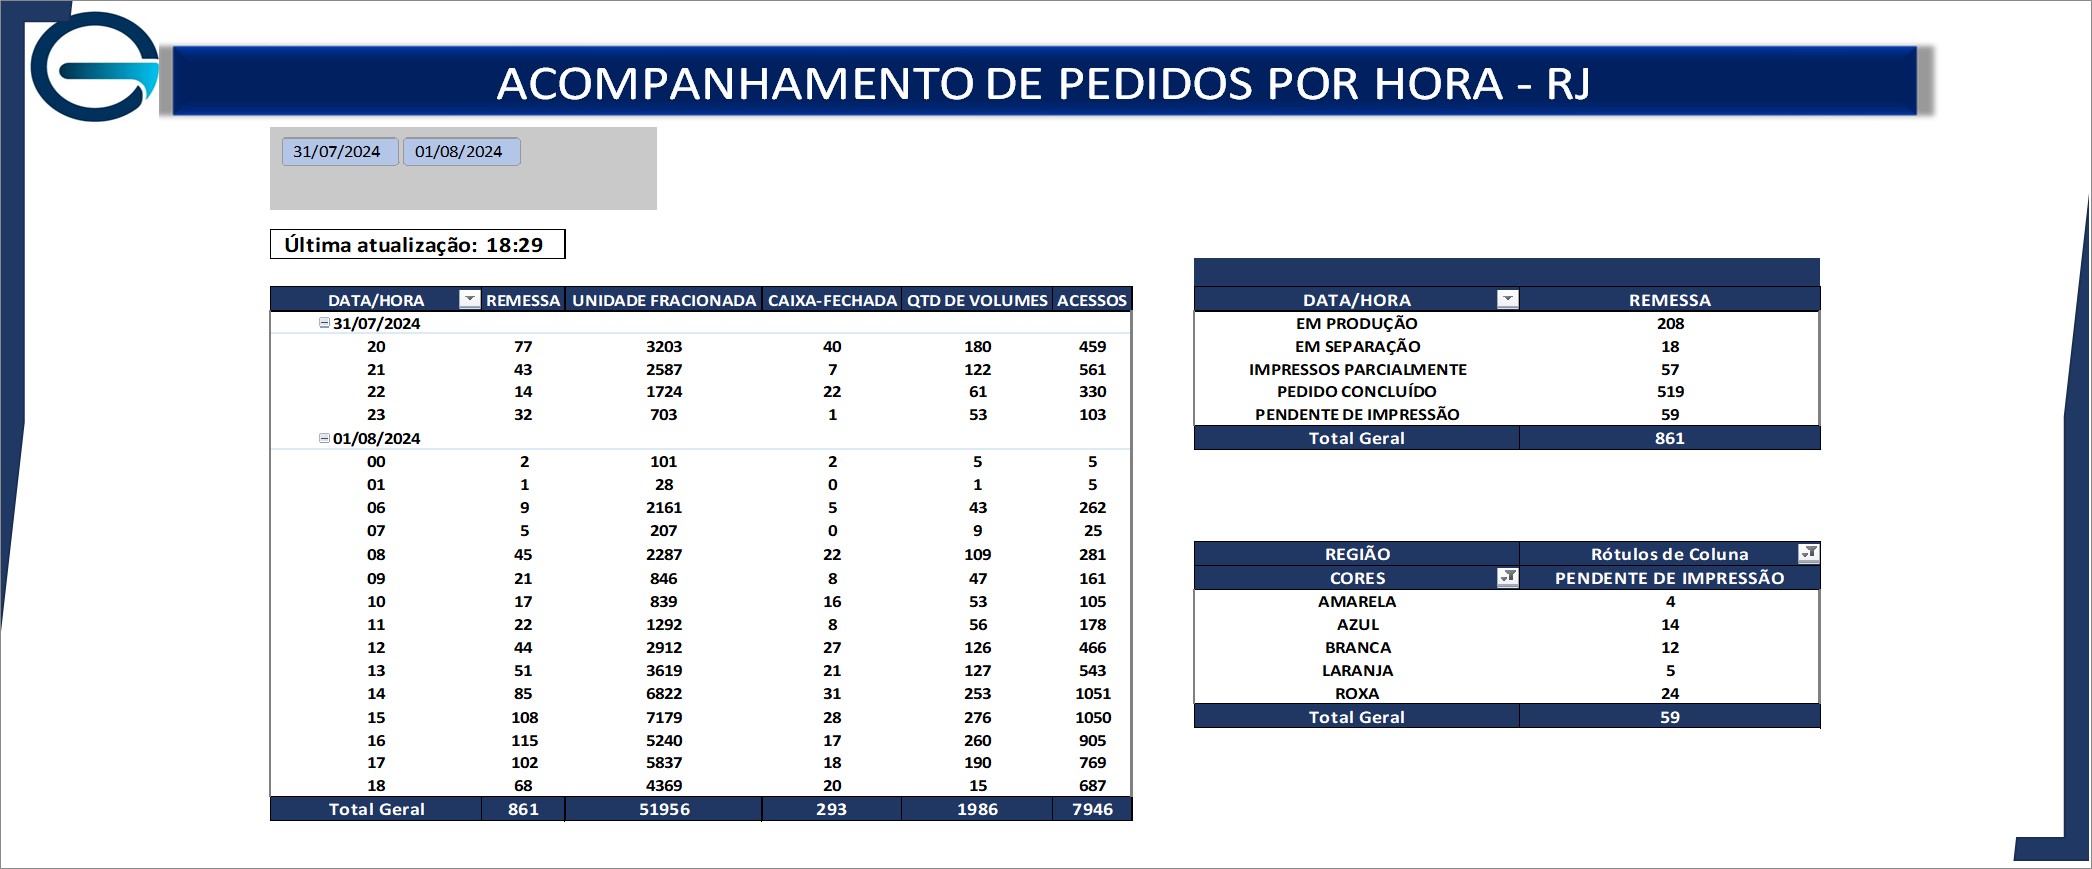 ACOMPANHAMENTO DE PEDIDOS POR HORA - RJ
31/07/2024 01/08/2024
Última atualização: 18:29
DATA/HORA REMESSA UNIDADE FRACIONADA CAIXA-FECHADA QTD DE VOLUMES ACESSOS
31/07/2024
20 77 3203 40 180 459
21 43 2587 7 122 561
22 14 1724 22 61 330
23 32 703 1 53 103
01/08/2024
00 2 101 2 5 5
01 1 28 0 1 5
06 9 2161 5 43 262
07 5 207 0 9 25
08 45 2287 22 109 281
09 21 846 8 47 161
10 17 839 16 53 105
11 22 1292 8 56 178
12 44 2912 27 126 466
13 51 3619 21 127 543
14 85 6822 31 253 1051
15 108 7179 28 276 1050
16 115 5240 17 260 905
17 102 5837 18 190 769
18 68 4369 20 15 687
Total Geral 861 51956 293 1986 7946
DATA/HORA REMESSA
EM PRODUÇÃO 208
EM SEPARAÇÃO 18
IMPRESSOS PARCIALMENTE 57
PEDIDO CONCLUÍDO 519
PENDENTE DE IMPRESSÃO 59
Total Geral 861
REGIÃO Rótulos de Coluna
CORES PENDENTE DE IMPRESSÃO
AMARELA 4
AZUL 14
BRANCA 12
LARANJA 5
ROXA 24
Total Geral 59